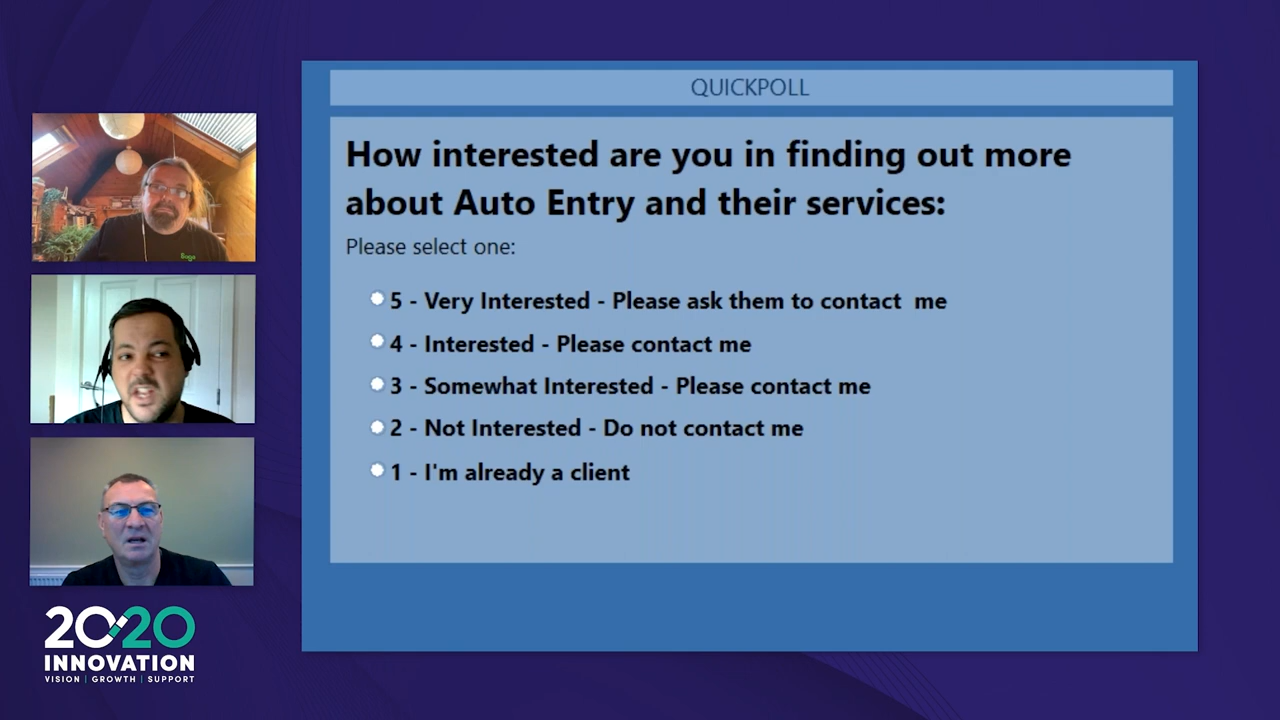 QUICKPOLL
How interested are you in finding out more
about Auto Entry and their services:
Please select one:
5 - Very Interested - Please ask them to contact me
4 - Interested - Please contact me
3 - Somewhat Interested - Please contact me
2 - Not Interested - Do not contact me
1 - I'm already a client
Sage
2020
INNOVATION
VISION | GROWTH | SUPPORT